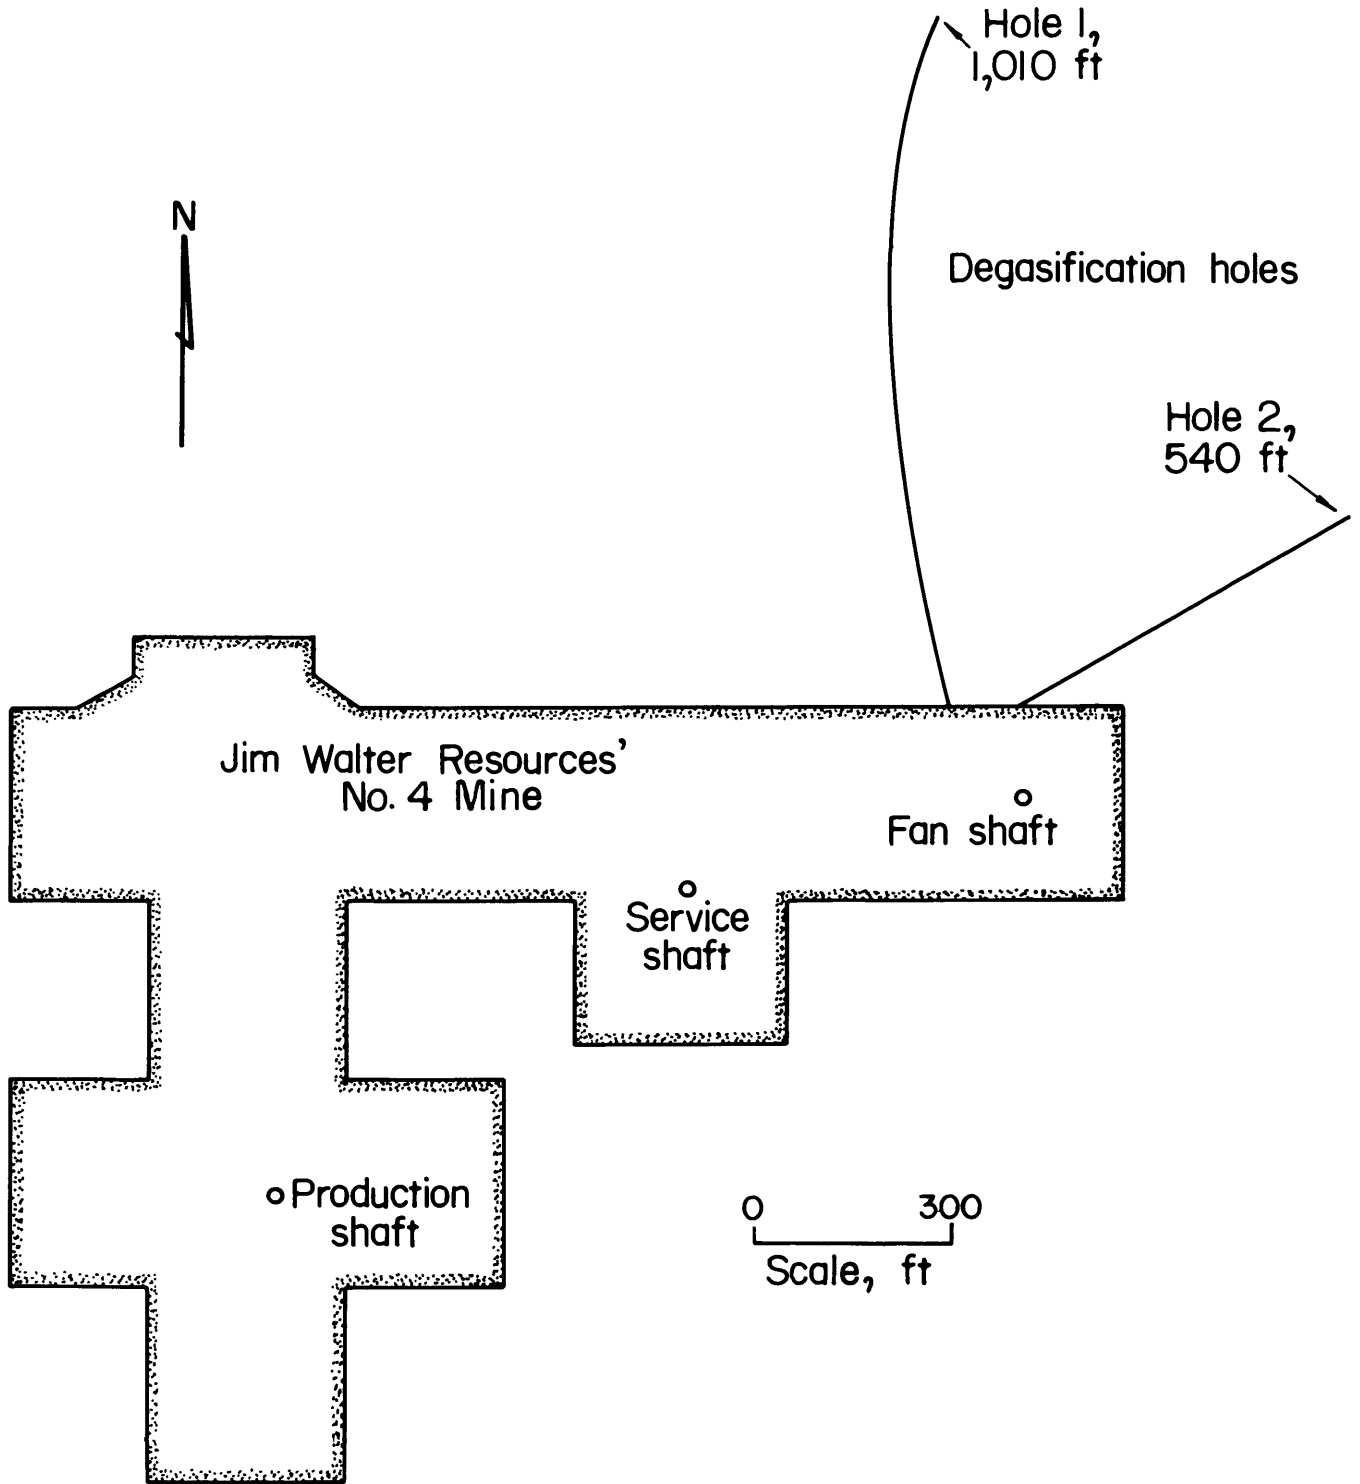 Hole 1,
1,010 ft
N
Degasification holes
Hole 2,
540 ft
Jim Walter Resources'
No. 4 Mine
Fan shaft
Service
shaft
Production
shaft
0 300
Scale, ft